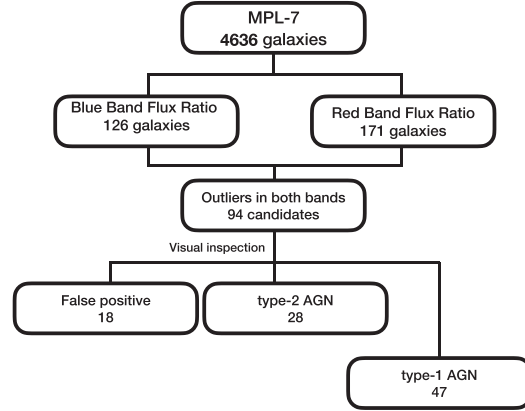 MPL-7
4636 galaxies
Blue Band Flux Ratio
126 galaxies
Red Band Flux Ratio
171 galaxies
Outliers in both bands
94 candidates
Visual inspection
False positive
18
type-2 AGN
28
type-1 AGN
47